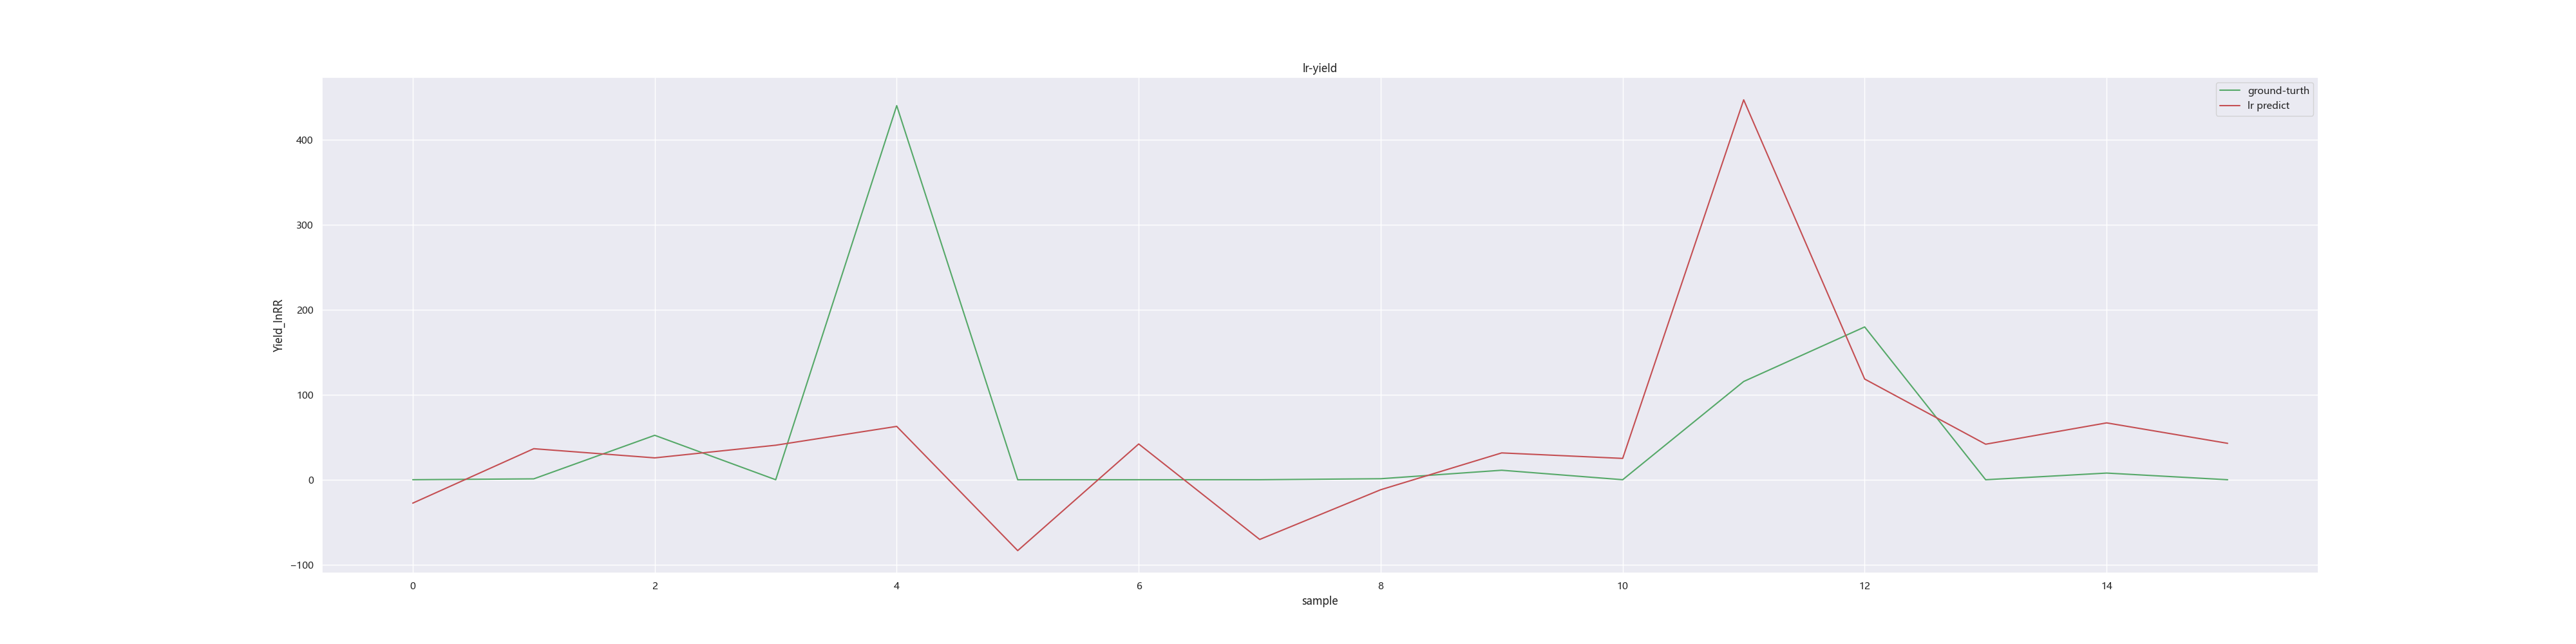 lr-yield
ground-turth
lr predict
400
300
200
100
0
−100
Yield_lnRR
0 2 4 6 8 10 12 14
sample